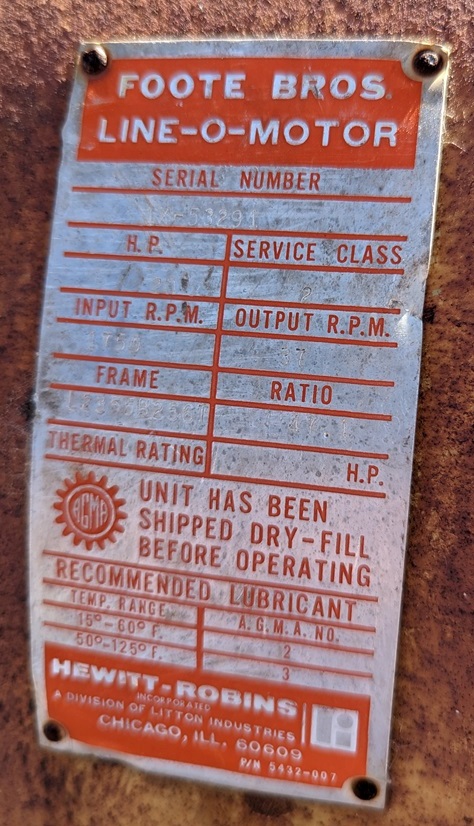 FOOTE BROS.
LINE-O-MOTOR
SERIAL NUMBER
H.P. SERVICE CLASS
2
INPUT R.P.M. OUTPUT R.P.M.
1750 37
FRAME RATIO
THERMAL RATING H.P.
AGMA
UNIT HAS BEEN
SHIPPED DRY-FILL
BEFORE OPERATING
RECOMMENDED LUBRICANT
TEMP. RANGE A.G.M.A. NO.
15°-60° F. 2
50°-125° F. 3
HEWITT-ROBINS
INCORPORATED
A DIVISION OF LITTON INDUSTRIES
CHICAGO, ILL. 60609
P/N 5432-007